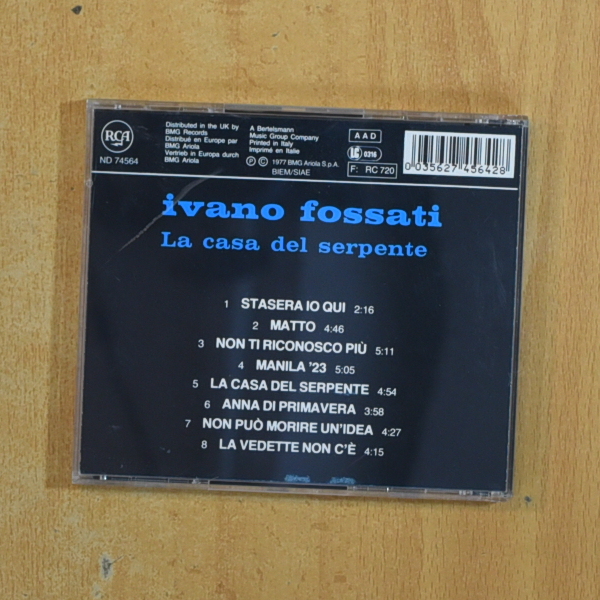 RCA
ND 74564
Distributed in the UK by
BMG Records
Distribué en Europe par
BMG Ariola
Vertrieb in Europa durch
BMG Ariola
A Bertelsmann
Music Group Company
Printed in Italy
Imprimé en Italie
Ⓟ © 1977 BMG Ariola S.p.A.
BIEM/SIAE
AAD
LC 0316
F: RC 720
0 035627 456428
ivano fossati
La casa del serpente
1 STASERA IO QUI 2:16
2 MATTO 4:46
3 NON TI RICONOSCO PIÙ 5:11
4 MANILA '23 5:05
5 LA CASA DEL SERPENTE 4:54
6 ANNA DI PRIMAVERA 3:58
7 NON PUÒ MORIRE UN'IDEA 4:27
8 LA VEDETTE NON C'È 4:15